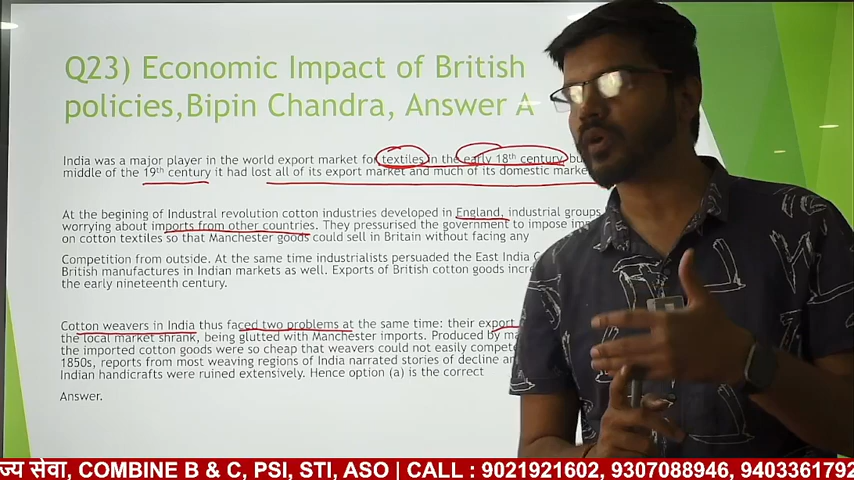 Q23) Economic Impact of British
policies,Bipin Chandra, Answer A
India was a major player in the world export market for textiles in the early 18th century, bu
middle of the 19th century it had lost all of its export market and much of its domestic marke
At the begining of Industral revolution cotton industries developed in England, industrial groups
worrying about imports from other countries. They pressurised the government to impose im
on cotton textiles so that Manchester goods could sell in Britain without facing any
Competition from outside. At the same time industrialists persuaded the East India C
British manufactures in Indian markets as well. Exports of British cotton goods incre
the early nineteenth century.
Cotton weavers in India thus faced two problems at the same time: their export
the local market shrank, being glutted with Manchester imports. Produced by ma
the imported cotton goods were so cheap that weavers could not easily compete
1850s, reports from most weaving regions of India narrated stories of decline an
Indian handicrafts were ruined extensively. Hence option (a) is the correct
Answer.
ज्य सेवा, COMBINE B & C, PSI, STI, ASO | CALL : 9021921602, 9307088946, 9403361792